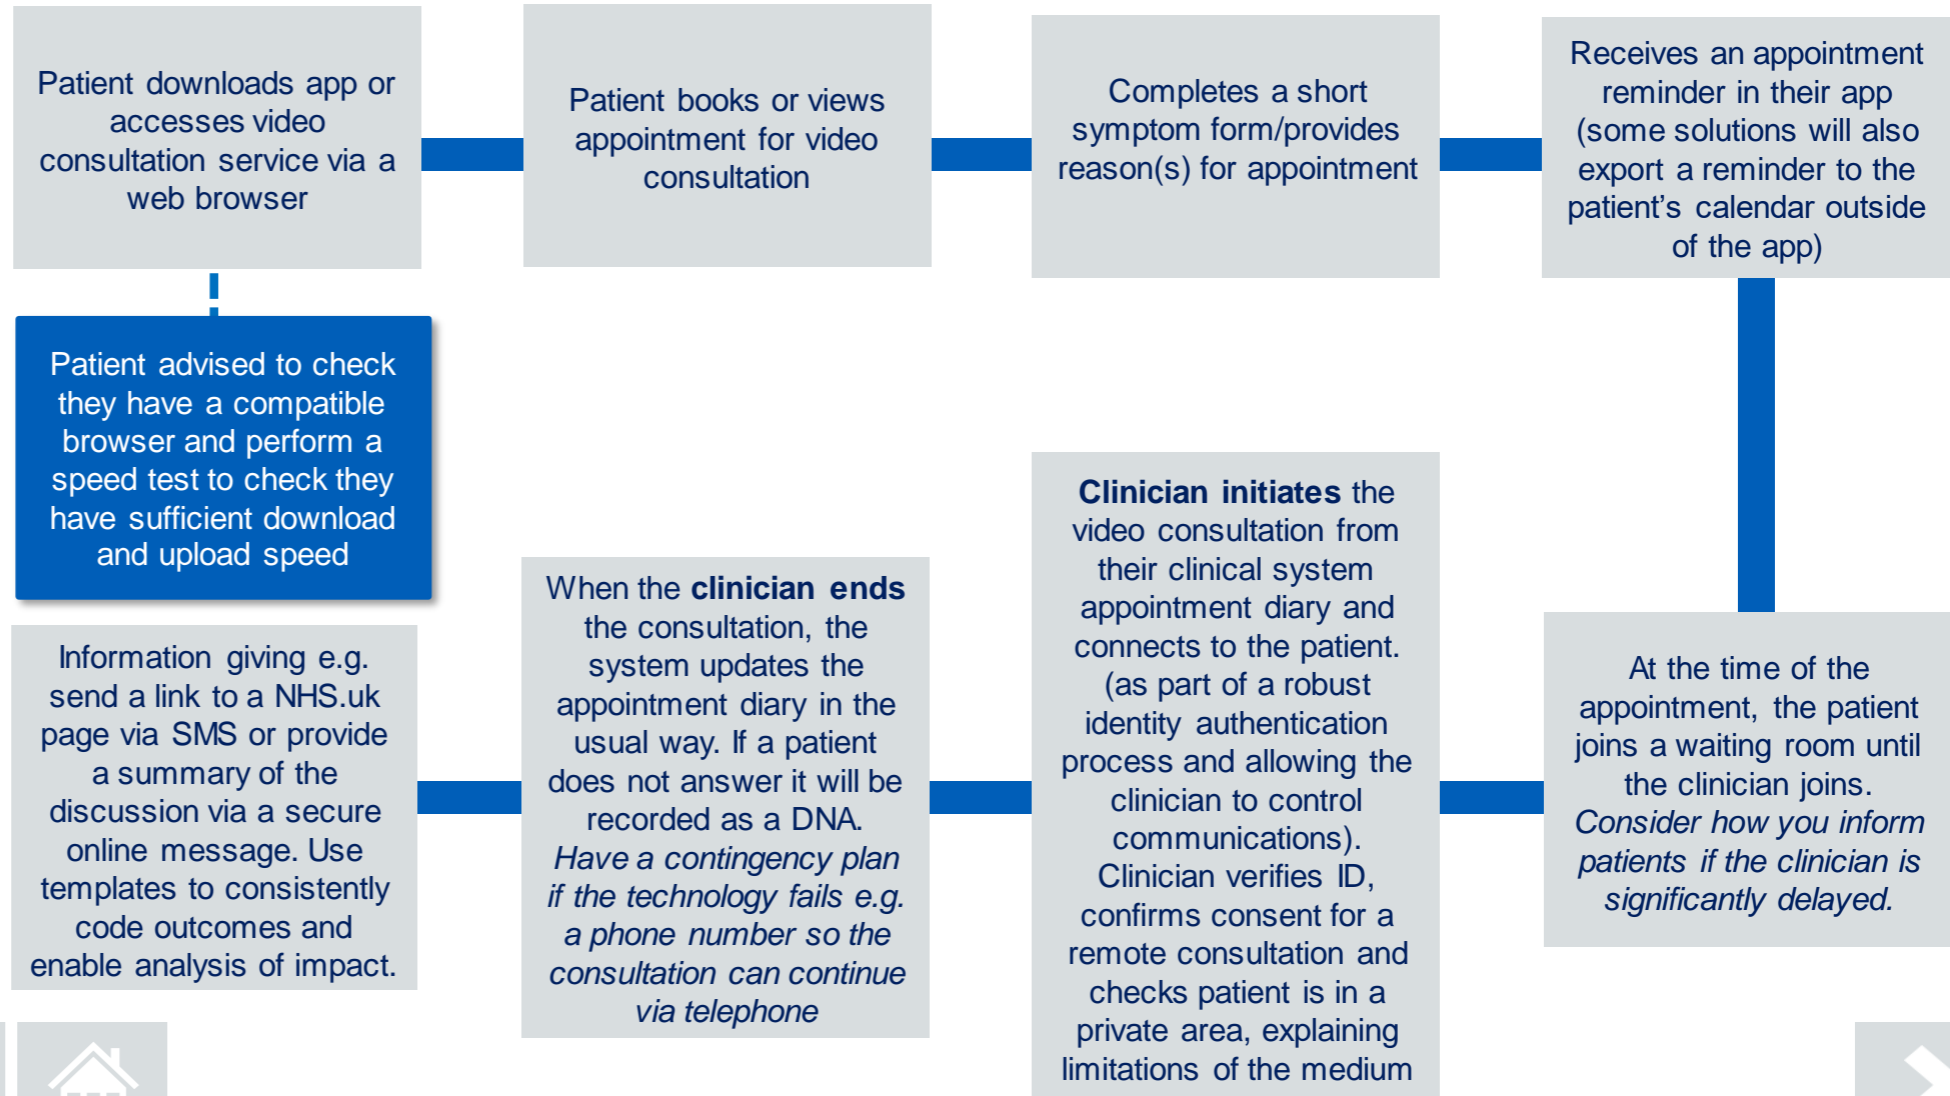 Patient downloads app or
accesses video
consultation service via a
web browser
Patient books or views
appointment for video
consultation
Completes a short
symptom form/provides
reason(s) for appointment
Receives an appointment
reminder in their app
(some solutions will also
export a reminder to the
patient’s calendar outside
of the app)
Patient advised to check
they have a compatible
browser and perform a
speed test to check they
have sufficient download
and upload speed
At the time of the
appointment, the patient
joins a waiting room until
the clinician joins.
Consider how you inform
patients if the clinician is
significantly delayed.
Clinician initiates the
video consultation from
their clinical system
appointment diary and
connects to the patient.
(as part of a robust
identity authentication
process and allowing the
clinician to control
communications).
Clinician verifies ID,
confirms consent for a
remote consultation and
checks patient is in a
private area, explaining
limitations of the medium
When the clinician ends
the consultation, the
system updates the
appointment diary in the
usual way. If a patient
does not answer it will be
recorded as a DNA.
Have a contingency plan
if the technology fails e.g.
a phone number so the
consultation can continue
via telephone
Information giving e.g.
send a link to a NHS.uk
page via SMS or provide
a summary of the
discussion via a secure
online message. Use
templates to consistently
code outcomes and
enable analysis of impact.